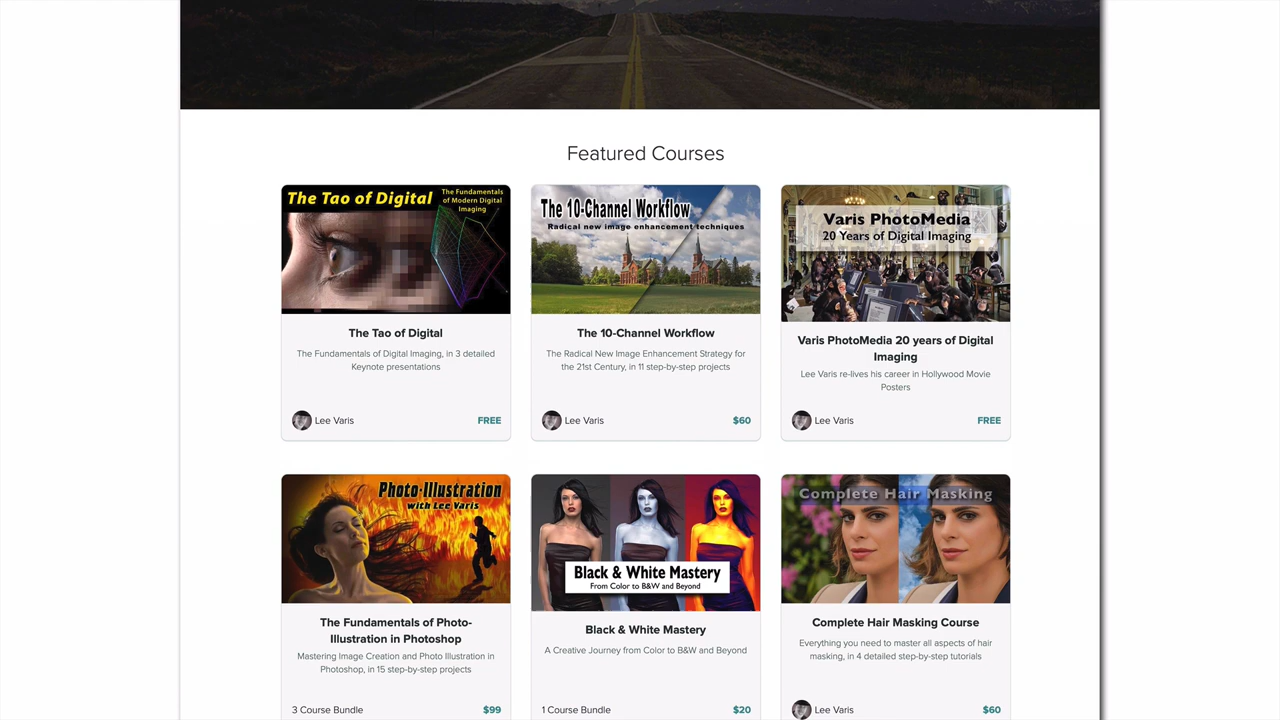 Featured Courses
The Tao of Digital
The Fundamentals
of Modern Digital
Imaging
The Tao of Digital
The Fundamentals of Digital Imaging, in 3 detailed
Keynote presentations
Lee Varis
FREE
The 10-Channel Workflow
Radical new image enhancement techniques
The 10-Channel Workflow
The Radical New Image Enhancement Strategy for
the 21st Century, in 11 step-by-step projects
Lee Varis
$60
Varis PhotoMedia
20 Years of Digital Imaging
Varis PhotoMedia 20 years of Digital
Imaging
Lee Varis re-lives his career in Hollywood Movie
Posters
Lee Varis
FREE
Photo-Illustration
with Lee Varis
The Fundamentals of Photo-
Illustration in Photoshop
Mastering Image Creation and Photo Illustration in
Photoshop, in 15 step-by-step projects
3 Course Bundle
$99
Black & White Mastery
From Color to B&W and Beyond
Black & White Mastery
A Creative Journey from Color to B&W and Beyond
1 Course Bundle
$20
Complete Hair Masking
Complete Hair Masking Course
Everything you need to master all aspects of hair
masking, in 4 detailed step-by-step tutorials
Lee Varis
$60